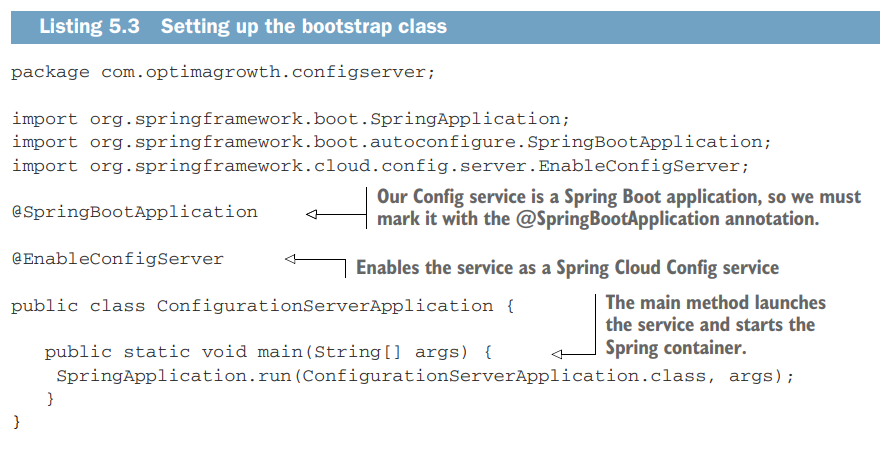 Listing 5.3 Setting up the bootstrap class
package com.optimagrowth.configserver;
import org.springframework.boot.SpringApplication;
import org.springframework.boot.autoconfigure.SpringBootApplication;
import org.springframework.cloud.config.server.EnableConfigServer;
@SpringBootApplication
Our Config service is a Spring Boot application, so we must
mark it with the @SpringBootApplication annotation.
@EnableConfigServer
Enables the service as a Spring Cloud Config service
public class ConfigurationServerApplication {
The main method launches
the service and starts the
Spring container.
public static void main(String[] args) {
SpringApplication.run(ConfigurationServerApplication.class, args);
}
}